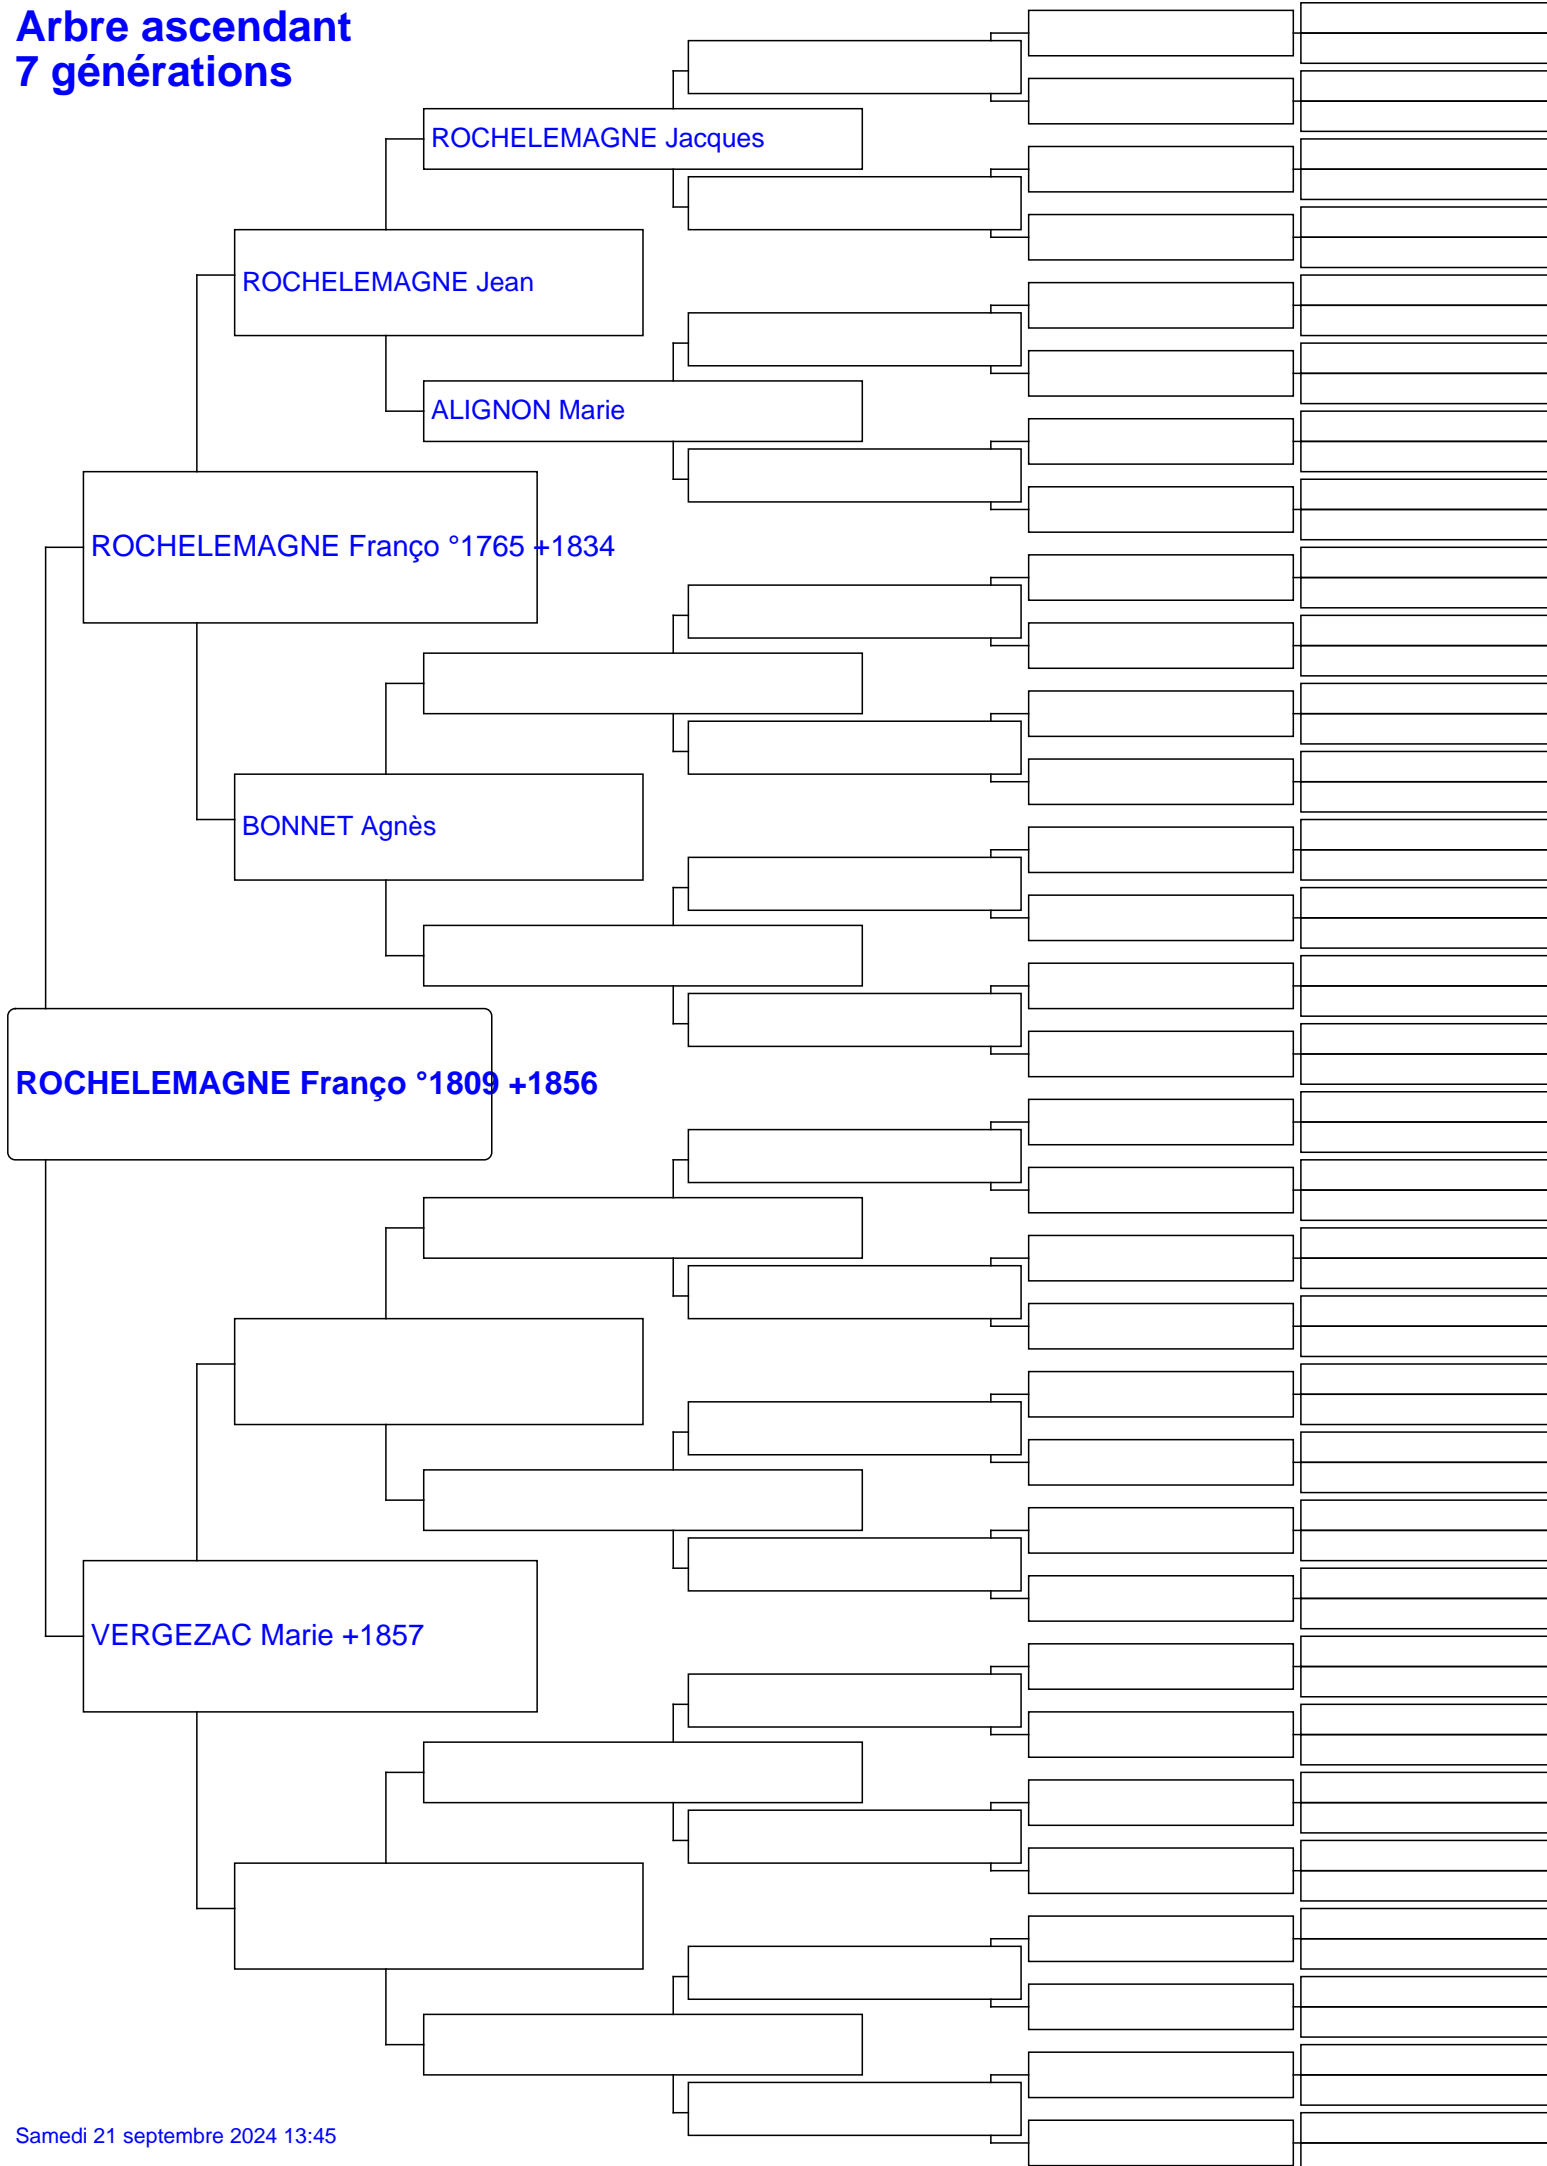 Arbre ascendant
7 générations
ROCHELEMAGNE Jacques
ROCHELEMAGNE Jean
ALIGNON Marie
ROCHELEMAGNE Franço °1765 +1834
BONNET Agnès
ROCHELEMAGNE Franço °1809 +1856
VERGEZAC Marie +1857
Samedi 21 septembre 2024 13:45